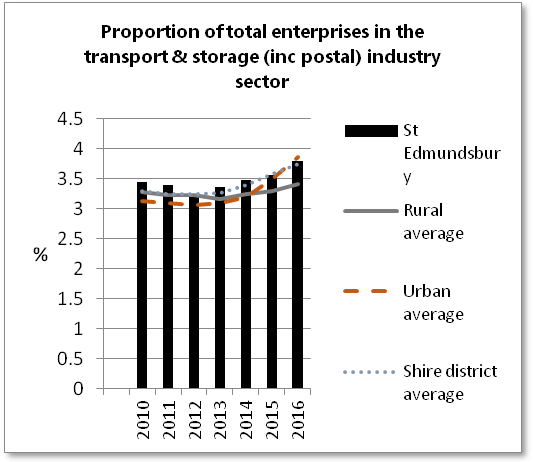 Proportion of total enterprises in the
transport & storage (inc postal) industry
sector
4.5
4
3.5
3
2.5
2
1.5
1
0.5
0
%
2010
2011
2012
2013
2014
2015
2016
St
Edmundsbur
y
Rural
average
Urban
average
Shire district
average